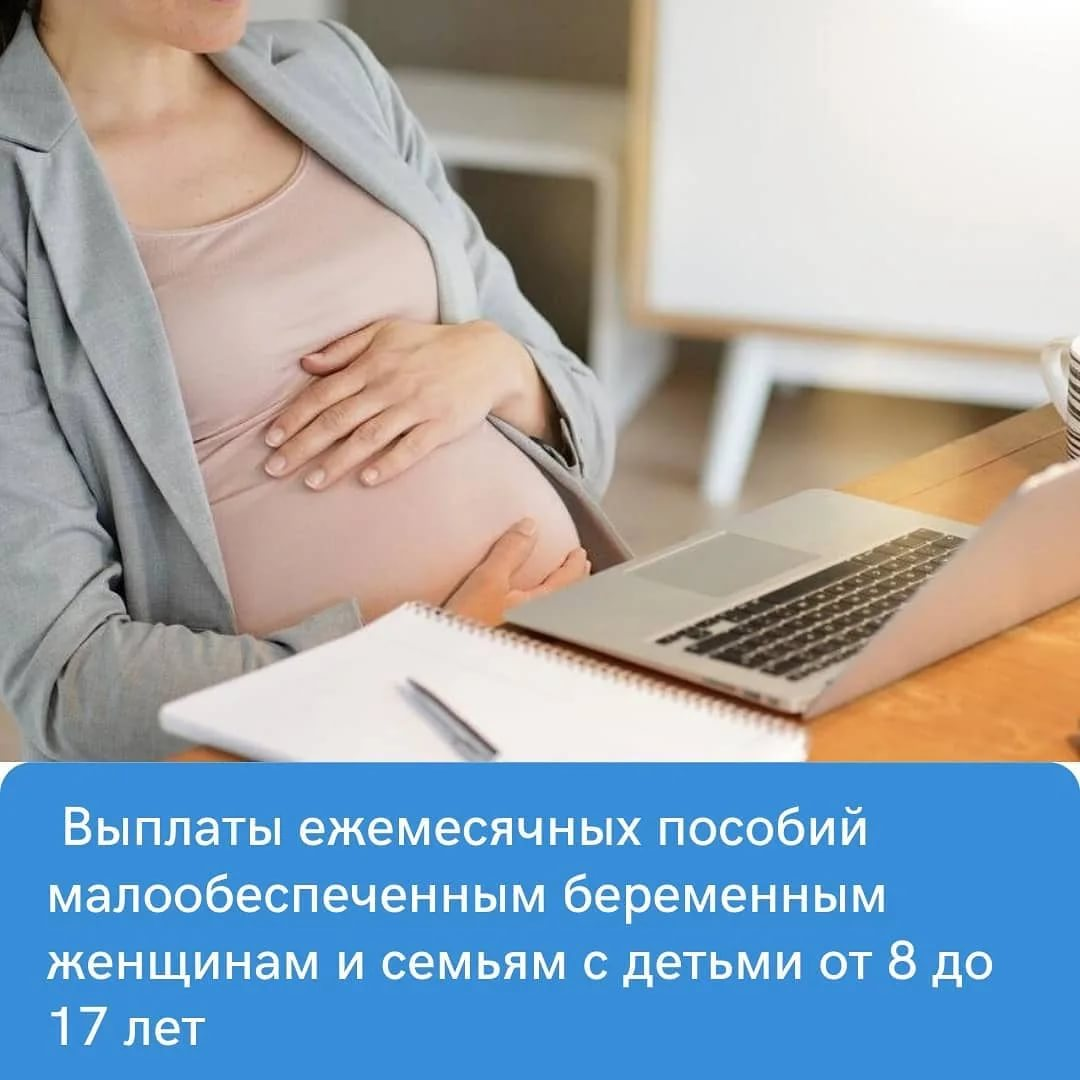 Выплаты ежемесячных пособий
малообеспеченным беременным
женщинам и семьям с детьми от 8 до
17 лет